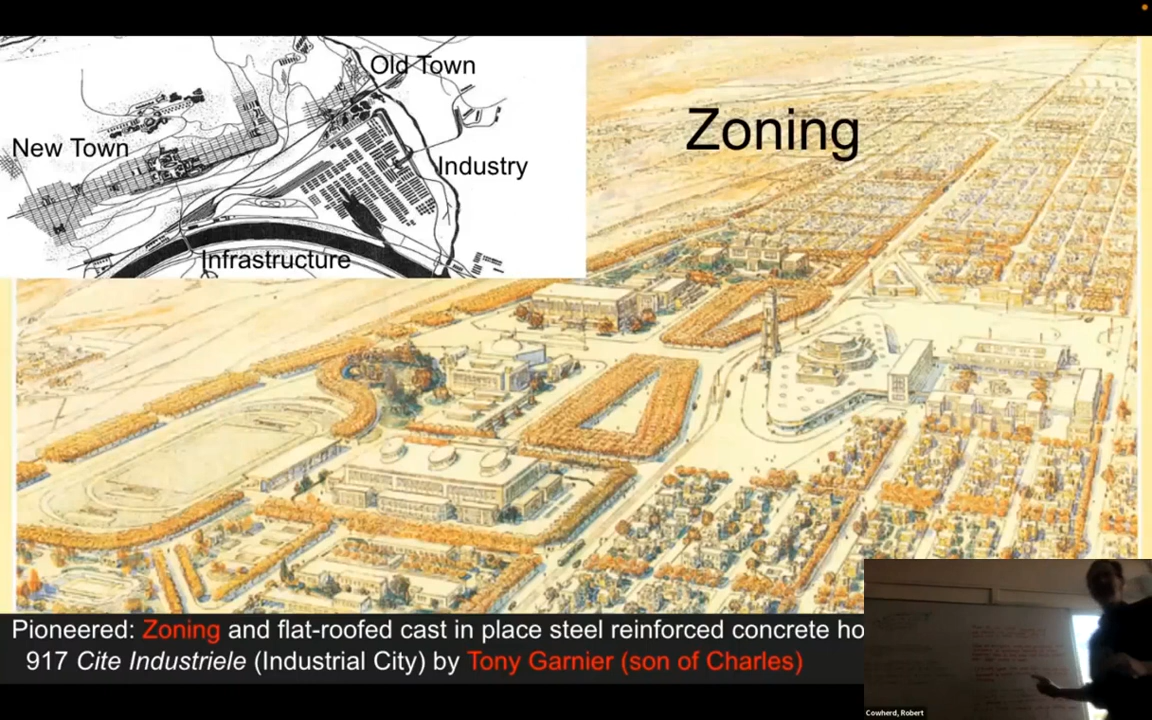 Old Town
Zoning
New Town
Industry
Infrastructure
Pioneered: Zoning and flat-roofed cast in place steel reinforced concrete ho
917 Cite Industriele (Industrial City) by Tony Garnier (son of Charles)
Cowherd, Robert